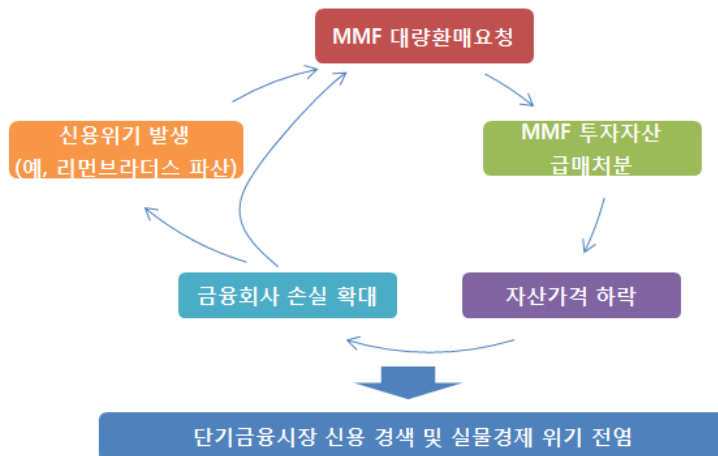 MMF 대량환매요청
신용위기 발생
(예, 리먼브라더스 파산)
MMF 투자자산
급매처분
금융회사 손실 확대
자산가격 하락
단기금융시장 신용 경색 및 실물경제 위기 전염